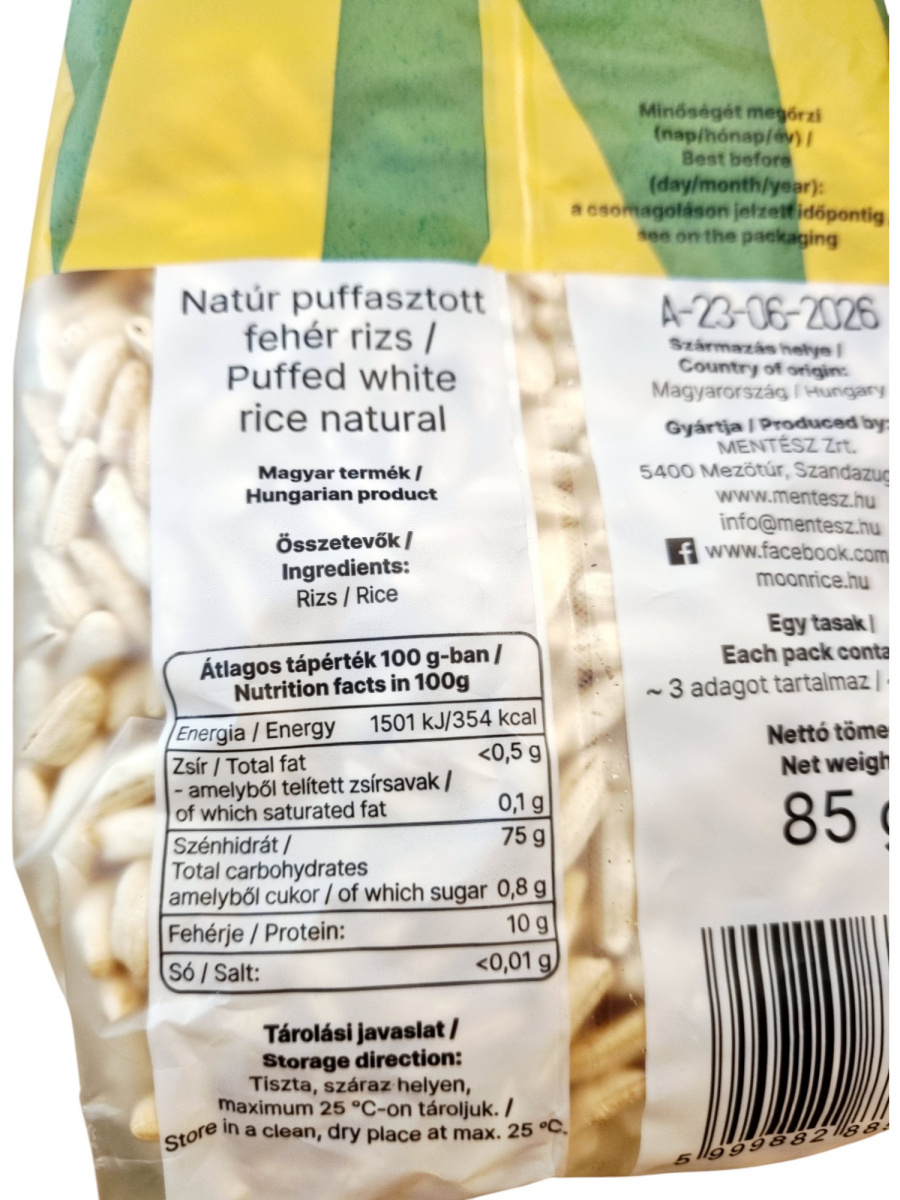 Minőségét megőrzi
(nap/hónap/év) /
Best before
(day/month/year):
a csomagoláson jelzett időpontig
see on the packaging
A-23-06-2026
Származás helye /
Country of origin:
Magyarország / Hungary
Gyártja / Produced by:
MENTÉSZ Zrt.
5400 Mezőtúr, Szandazug
www.mentesz.hu
info@mentesz.hu
www.facebook.com
moonrice.hu
Egy tasak /
Each pack conta
~ 3 adagot tartalmaz /
Nettó töme
Net weigh
85 g
5 999882 188
Natúr puffasztott
fehér rizs /
Puffed white
rice natural
Magyar termék /
Hungarian product
Összetevők /
Ingredients:
Rizs / Rice
Átlagos tápérték 100 g-ban /
Nutrition facts in 100g
Energia / Energy 1501 kJ/354 kcal
Zsír / Total fat <0,5 g
- amelyből telített zsírsavak /
of which saturated fat 0,1 g
Szénhidrát / 75 g
Total carbohydrates
amelyből cukor / of which sugar 0,8 g
Fehérje / Protein: 10 g
Só / Salt: <0,01 g
Tárolási javaslat /
Storage direction:
Tiszta, száraz helyen,
maximum 25 °C-on tároljuk. /
Store in a clean, dry place at max. 25 °C.